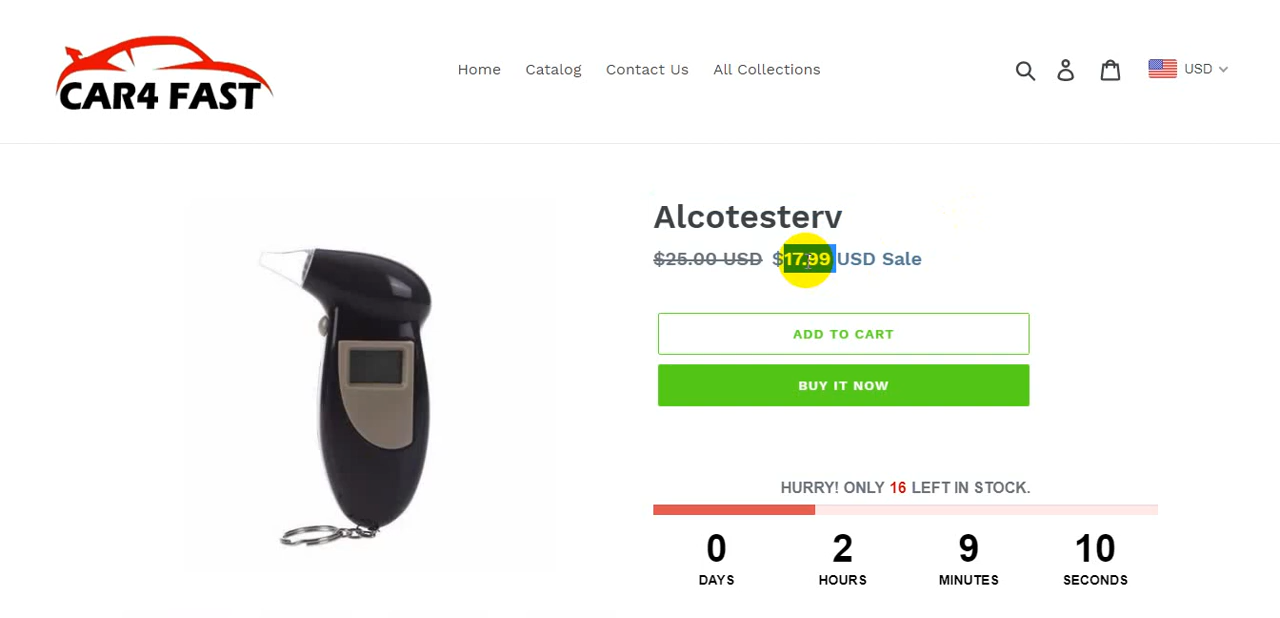 CAR4 FAST
Home Catalog Contact Us All Collections
USD
Alcotesterv
$25.00 USD $17.99 USD Sale
ADD TO CART
BUY IT NOW
HURRY! ONLY 16 LEFT IN STOCK.
0 2 9 10
DAYS HOURS MINUTES SECONDS